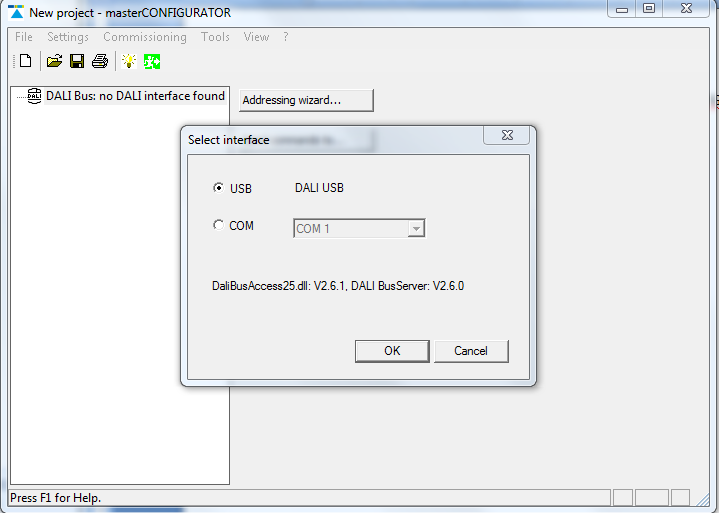 New project - masterCONFIGURATOR
File Settings Commissioning Tools View ?
DALI Bus: no DALI interface found
Addressing wizard...
Select interface
USB DALI USB
COM COM 1
DaliBusAccess25.dll: V2.6.1, DALI BusServer: V2.6.0
OK Cancel
Press F1 for Help.